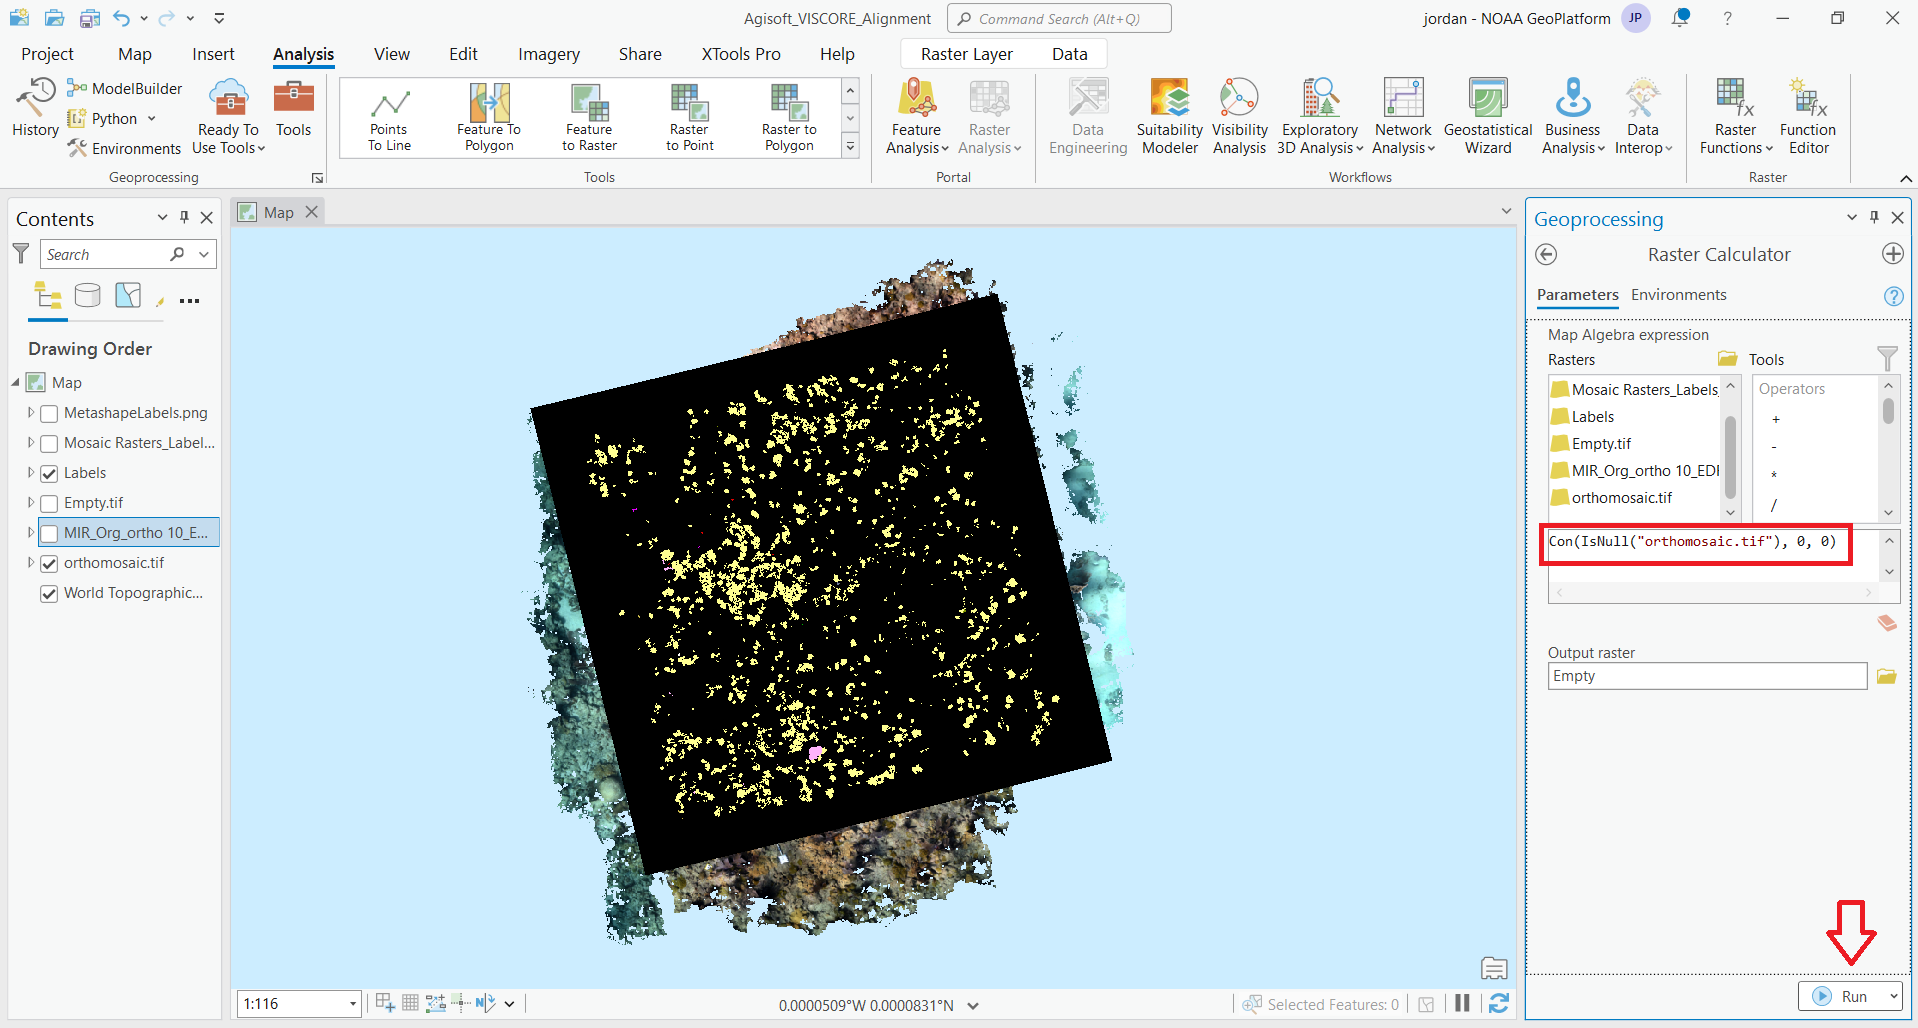 Agisoft_VISCORE_Alignment
Command Search (Alt+Q)
jordan - NOAA GeoPlatform
JP
?
Project
Map
Insert
Analysis
View
Edit
Imagery
Share
XTools Pro
Help
Raster Layer
Data
History
ModelBuilder
Python
Environments
Ready To
Use Tools
Tools
Geoprocessing
Points
To Line
Feature To
Polygon
Feature
to Raster
Raster
to Point
Raster to
Polygon
Tools
Feature
Analysis
Raster
Analysis
Portal
Data
Engineering
Suitability
Modeler
Visibility
Analysis
Exploratory
3D Analysis
Network
Analysis
Geostatistical
Wizard
Business
Analysis
Data
Interop
Workflows
Raster
Functions
Function
Editor
Raster
Contents
Search
Drawing Order
Map
MetashapeLabels.png
Mosaic Rasters_Label...
Labels
Empty.tif
MIR_Org_ortho 10_E...
orthomosaic.tif
World Topographic...
Map
1:116
0.0000509°W 0.0000831°N
Selected Features: 0
Geoprocessing
Raster Calculator
Parameters
Environments
?
Map Algebra expression
Rasters
Tools
Mosaic Rasters_Labels
Labels
Empty.tif
MIR_Org_ortho 10_EDI
orthomosaic.tif
Operators
+
-
*
/
Con(IsNull("orthomosaic.tif"), 0, 0)
Output raster
Empty
Run